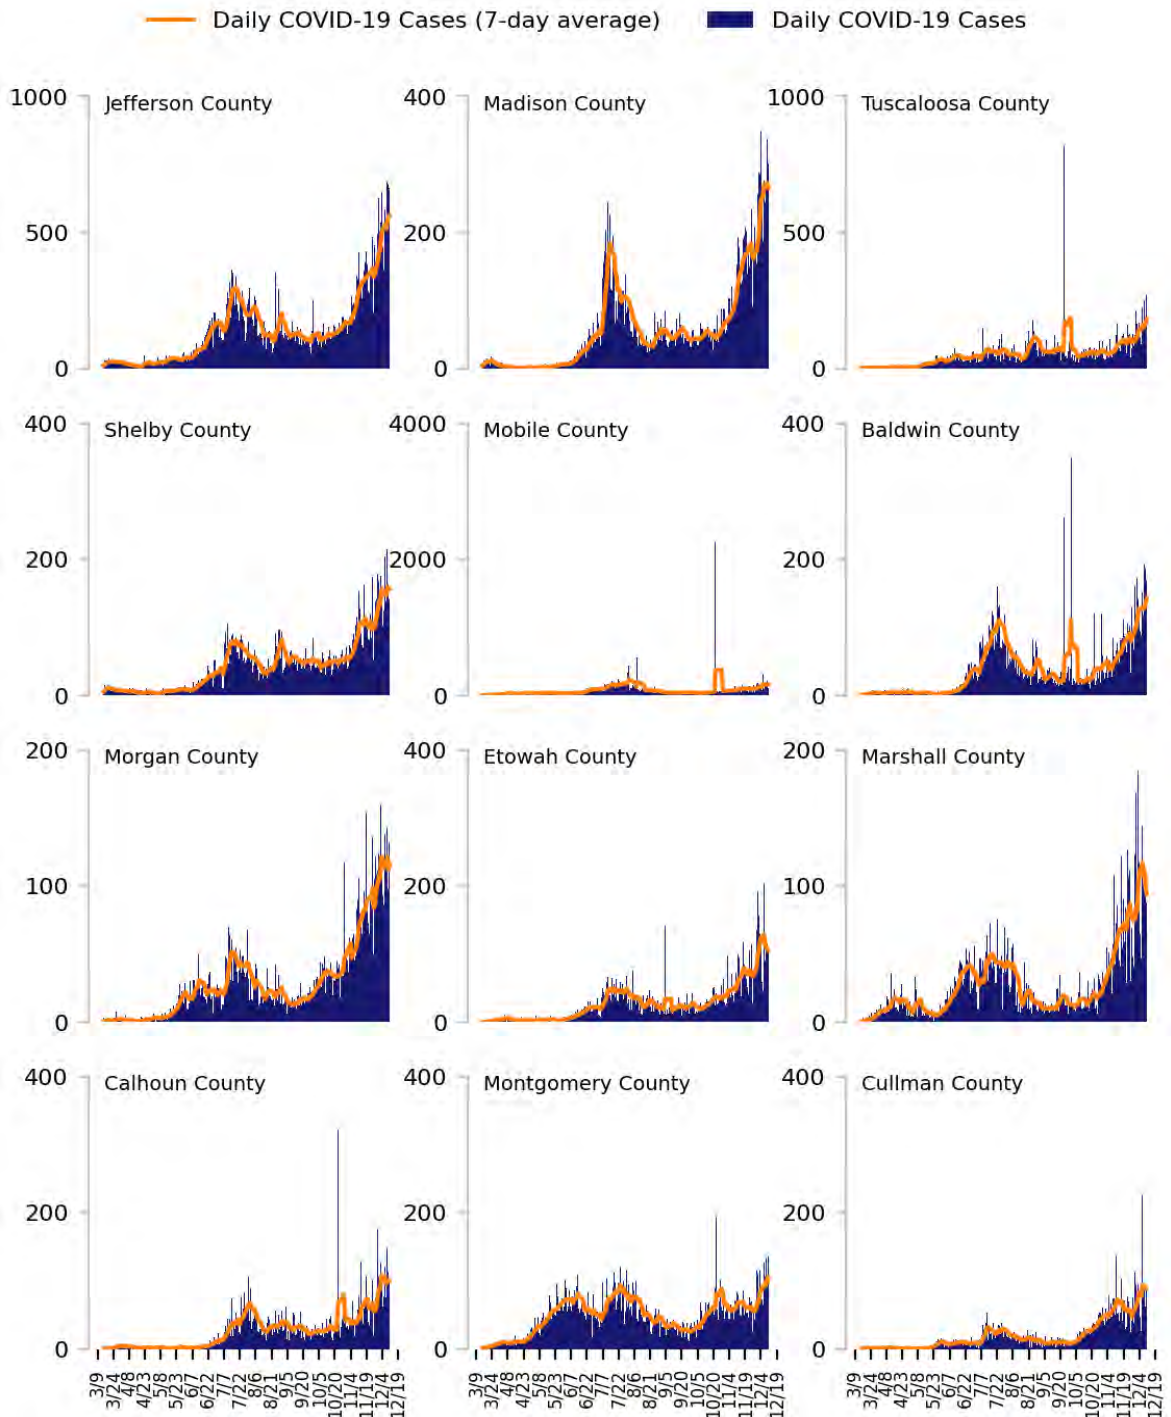 Daily COVID-19 Cases (7-day average) Daily COVID-19 Cases
1000 Jefferson County 400 Madison County 1000 Tuscaloosa County
500 200 500
0 0 0
400 Shelby County 4000 Mobile County 400 Baldwin County
200 2000 200
0 0 0
200 Morgan County 400 Etowah County 200 Marshall County
100 200 100
0 0 0
400 Calhoun County 400 Montgomery County 400 Cullman County
200 200 200
0 0 0
3/9 3/24 4/8 4/23 5/8 5/23 6/7 6/22 7/7 7/22 8/6 8/21 9/5 9/20 10/5 10/20 11/4 11/19 12/4 12/19 3/9 3/24 4/8 4/23 5/8 5/23 6/7 6/22 7/7 7/22 8/6 8/21 9/5 9/20 10/5 10/20 11/4 11/19 12/4 12/19 3/9 3/24 4/8 4/23 5/8 5/23 6/7 6/22 7/7 7/22 8/6 8/21 9/5 9/20 10/5 10/20 11/4 11/19 12/4 12/19